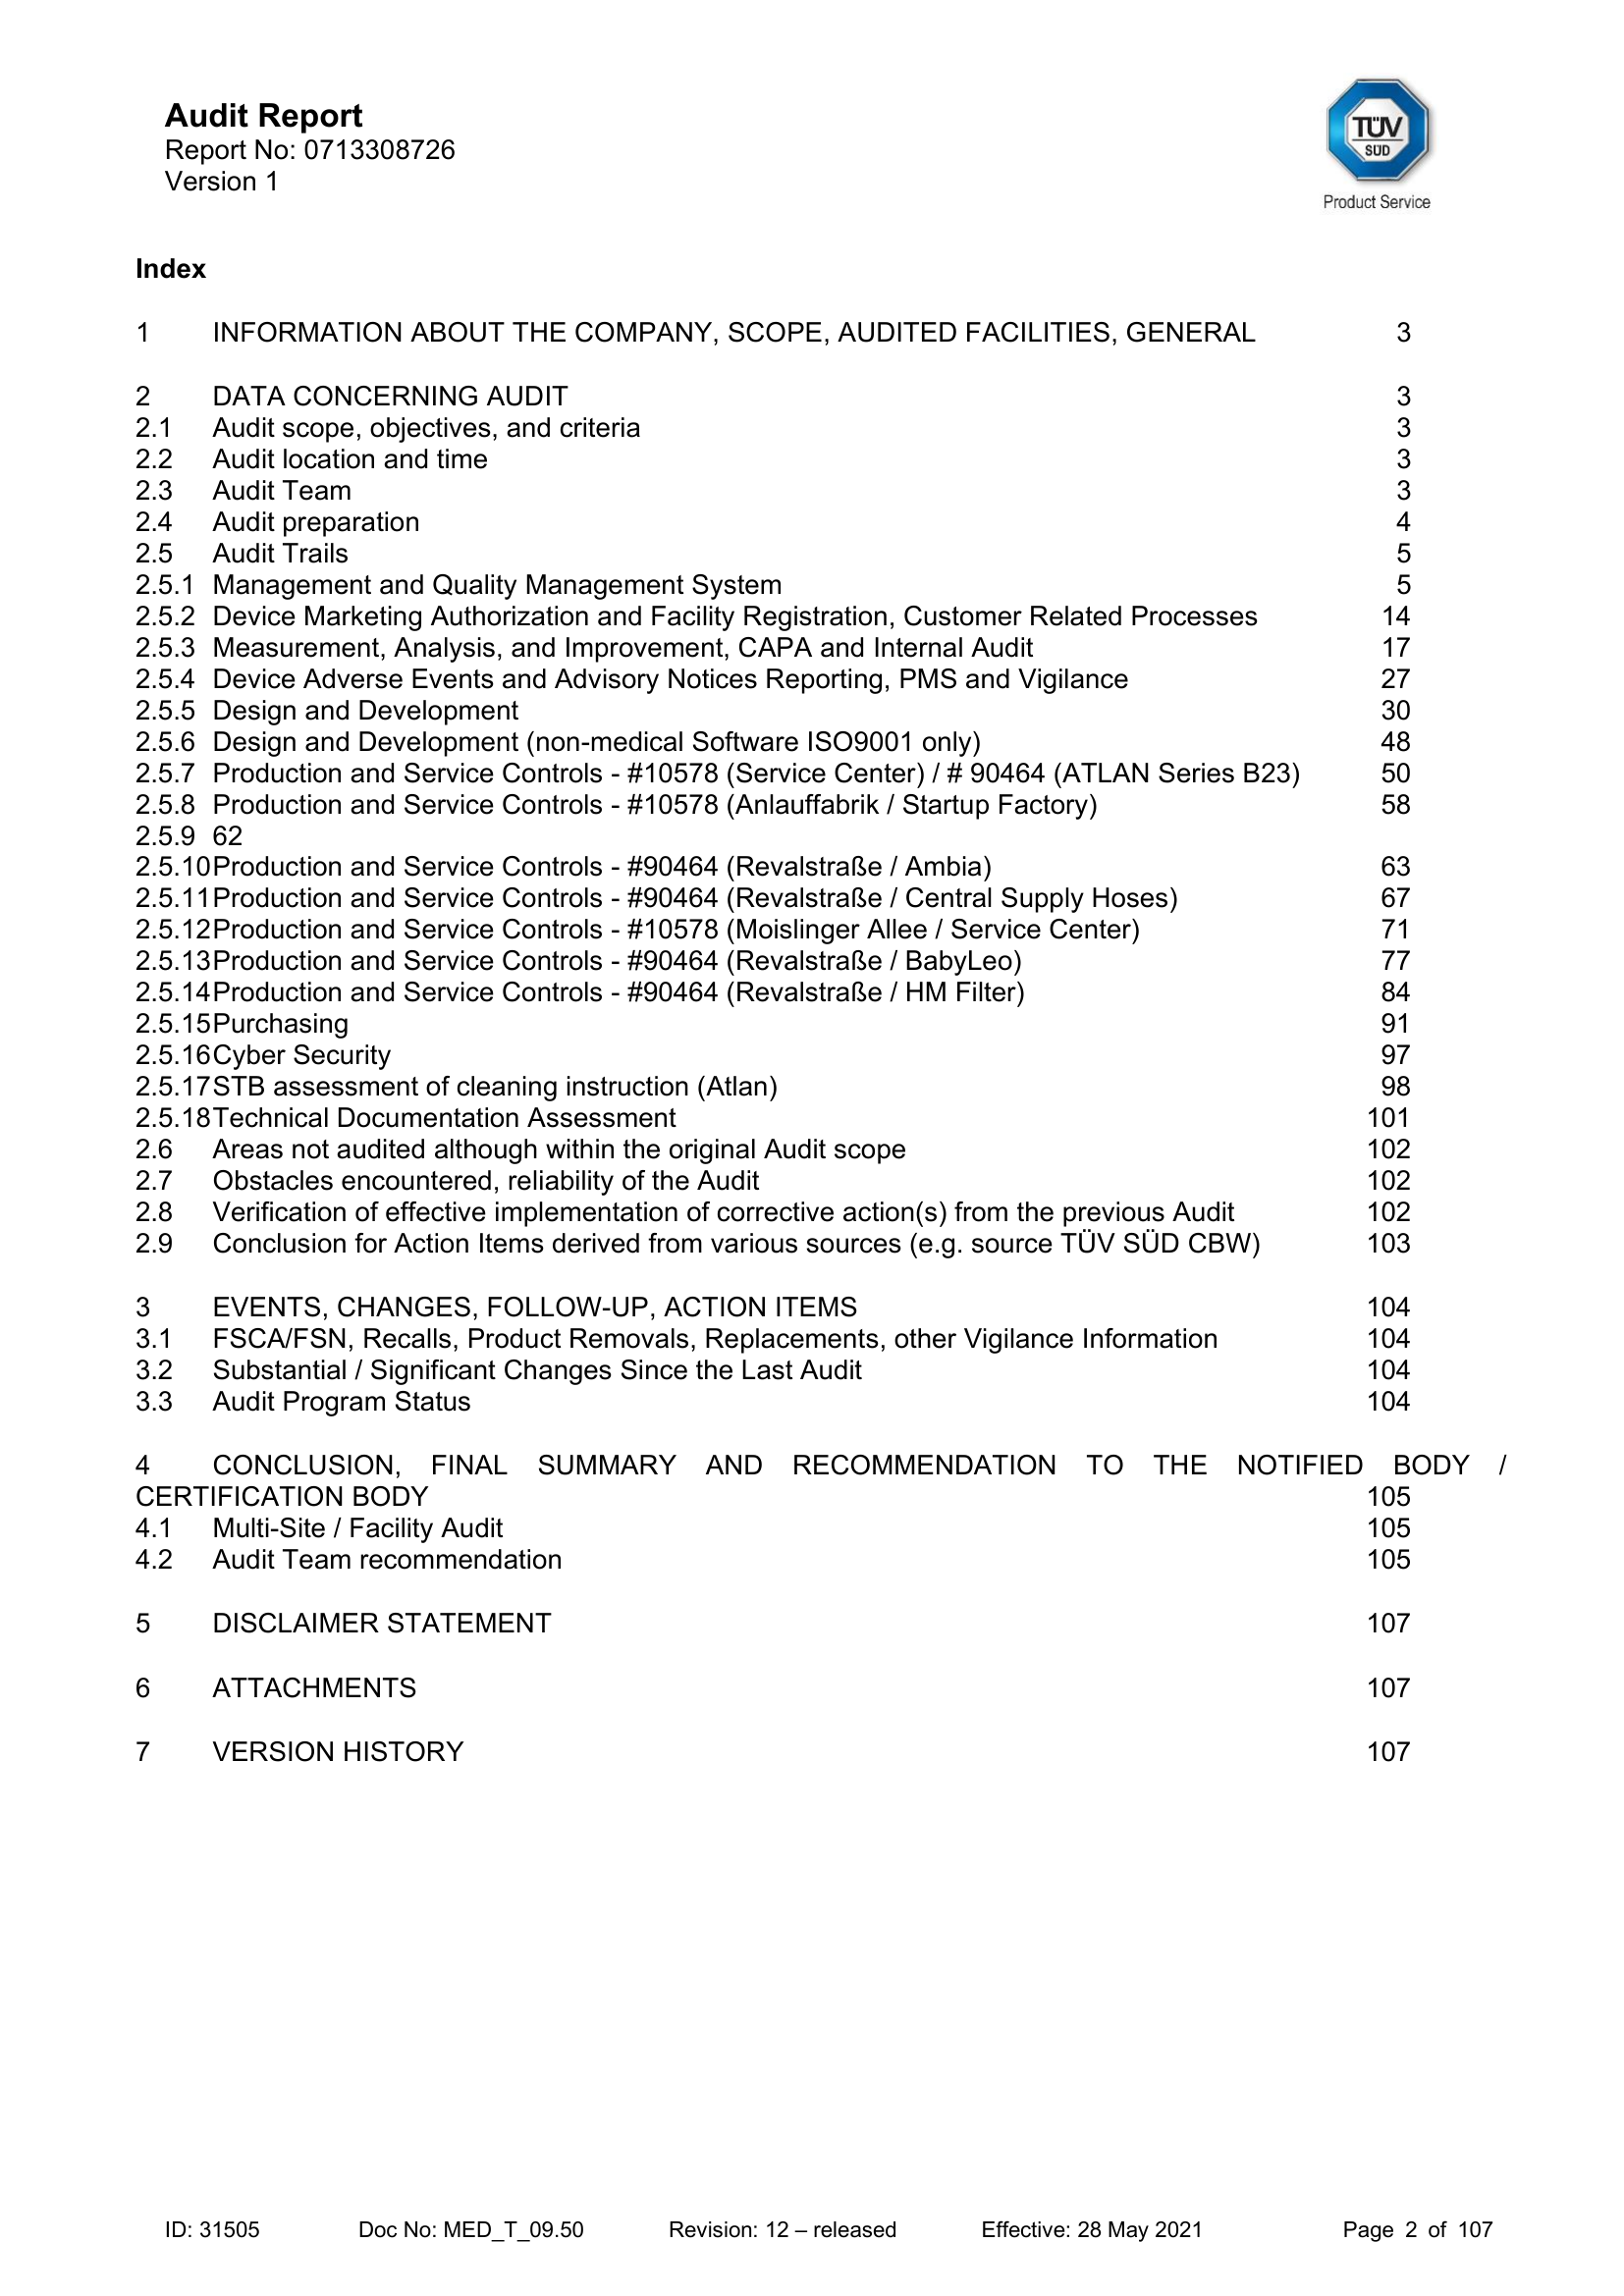 Audit Report
Report No: 0713308726
Version 1
TÜV
SÜD
Product Service
Index
1 INFORMATION ABOUT THE COMPANY, SCOPE, AUDITED FACILITIES, GENERAL 3
2 DATA CONCERNING AUDIT 3
2.1 Audit scope, objectives, and criteria 3
2.2 Audit location and time 3
2.3 Audit Team 3
2.4 Audit preparation 4
2.5 Audit Trails 5
2.5.1 Management and Quality Management System 5
2.5.2 Device Marketing Authorization and Facility Registration, Customer Related Processes 14
2.5.3 Measurement, Analysis, and Improvement, CAPA and Internal Audit 17
2.5.4 Device Adverse Events and Advisory Notices Reporting, PMS and Vigilance 27
2.5.5 Design and Development 30
2.5.6 Design and Development (non-medical Software ISO9001 only) 48
2.5.7 Production and Service Controls - #10578 (Service Center) / # 90464 (ATLAN Series B23) 50
2.5.8 Production and Service Controls - #10578 (Anlauffabrik / Startup Factory) 58
2.5.9 62
2.5.10Production and Service Controls - #90464 (Revalstraße / Ambia) 63
2.5.11Production and Service Controls - #90464 (Revalstraße / Central Supply Hoses) 67
2.5.12Production and Service Controls - #10578 (Moislinger Allee / Service Center) 71
2.5.13Production and Service Controls - #90464 (Revalstraße / BabyLeo) 77
2.5.14Production and Service Controls - #90464 (Revalstraße / HM Filter) 84
2.5.15Purchasing 91
2.5.16Cyber Security 97
2.5.17STB assessment of cleaning instruction (Atlan) 98
2.5.18Technical Documentation Assessment 101
2.6 Areas not audited although within the original Audit scope 102
2.7 Obstacles encountered, reliability of the Audit 102
2.8 Verification of effective implementation of corrective action(s) from the previous Audit 102
2.9 Conclusion for Action Items derived from various sources (e.g. source TÜV SÜD CBW) 103
3 EVENTS, CHANGES, FOLLOW-UP, ACTION ITEMS 104
3.1 FSCA/FSN, Recalls, Product Removals, Replacements, other Vigilance Information 104
3.2 Substantial / Significant Changes Since the Last Audit 104
3.3 Audit Program Status 104
4 CONCLUSION, FINAL SUMMARY AND RECOMMENDATION TO THE NOTIFIED BODY /
CERTIFICATION BODY 105
4.1 Multi-Site / Facility Audit 105
4.2 Audit Team recommendation 105
5 DISCLAIMER STATEMENT 107
6 ATTACHMENTS 107
7 VERSION HISTORY 107
ID: 31505 Doc No: MED_T_09.50 Revision: 12 – released Effective: 28 May 2021 Page 2 of 107